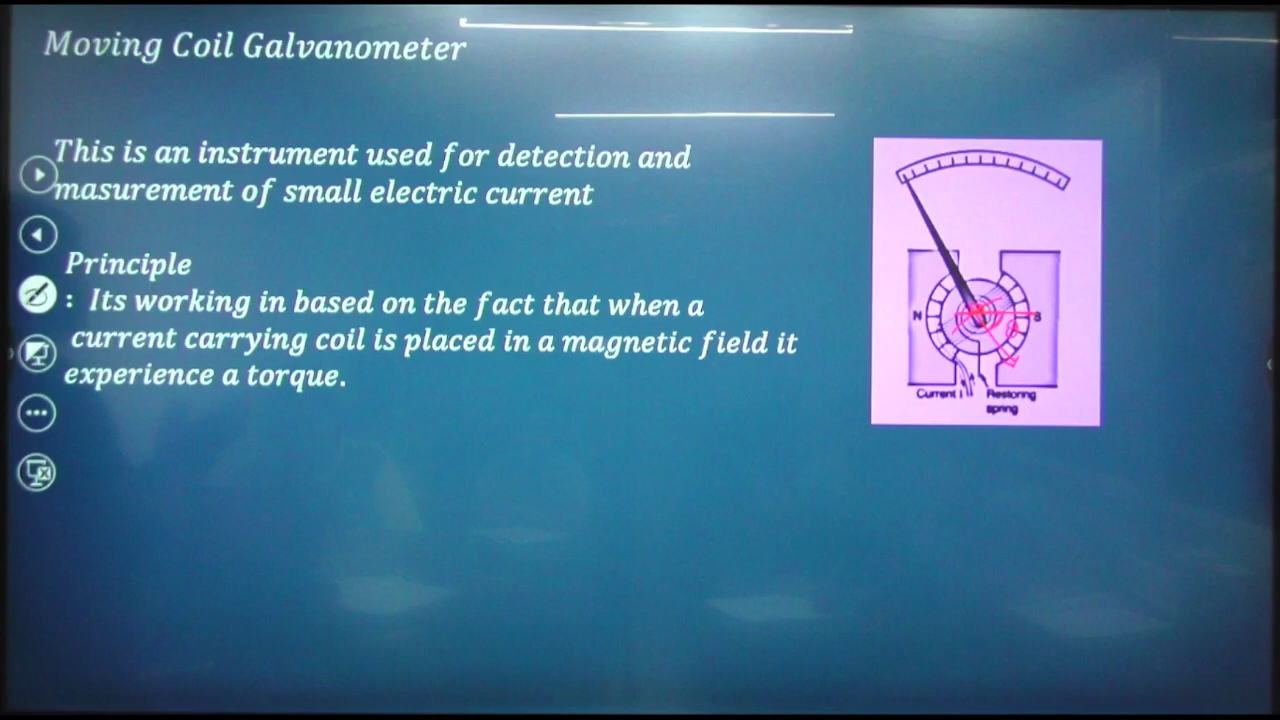 Moving Coil Galvanometer
This is an instrument used for detection and
masurement of small electric current
Principle
: Its working in based on the fact that when a
current carrying coil is placed in a magnetic field it
experience a torque.
N
S
Current i
Restoring
spring